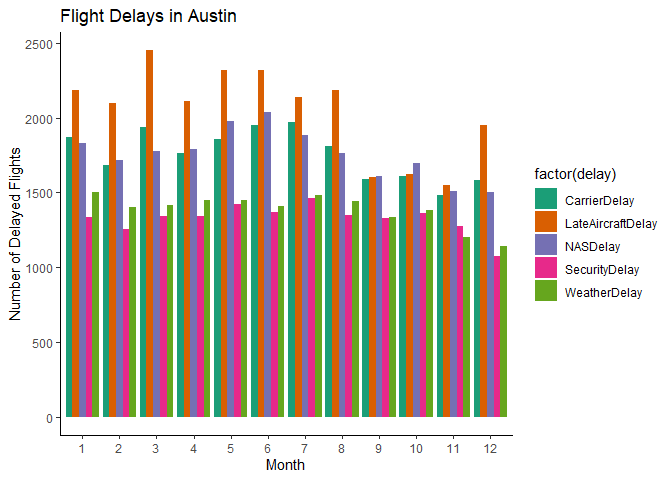 Flight Delays in Austin
Number of Delayed Flights
2500
2000
1500
1000
500
0
1 2 3 4 5 6 7 8 9 10 11 12
Month
factor(delay)
CarrierDelay
LateAircraftDelay
NASDelay
SecurityDelay
WeatherDelay